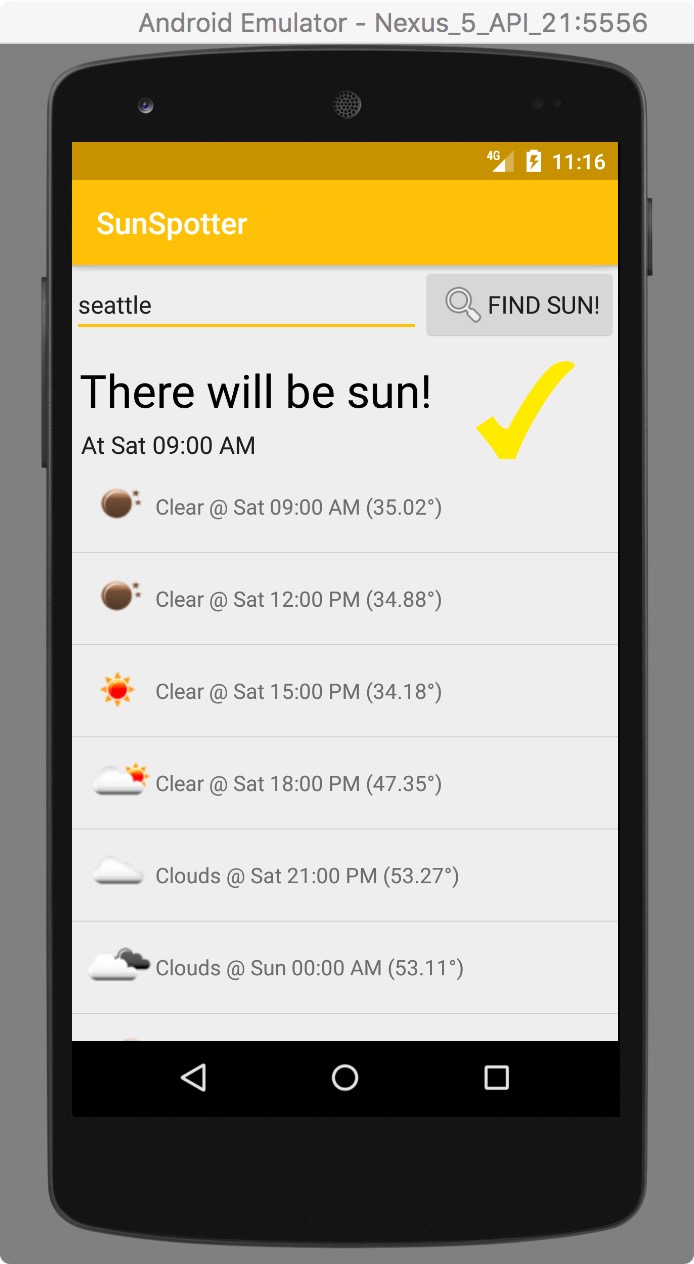 Android Emulator - Nexus_5_API_21:5556
4G 11:16
SunSpotter
seattle FIND SUN!
There will be sun!
At Sat 09:00 AM
Clear @ Sat 09:00 AM (35.02°)
Clear @ Sat 12:00 PM (34.88°)
Clear @ Sat 15:00 PM (34.18°)
Clear @ Sat 18:00 PM (47.35°)
Clouds @ Sat 21:00 PM (53.27°)
Clouds @ Sun 00:00 AM (53.11°)